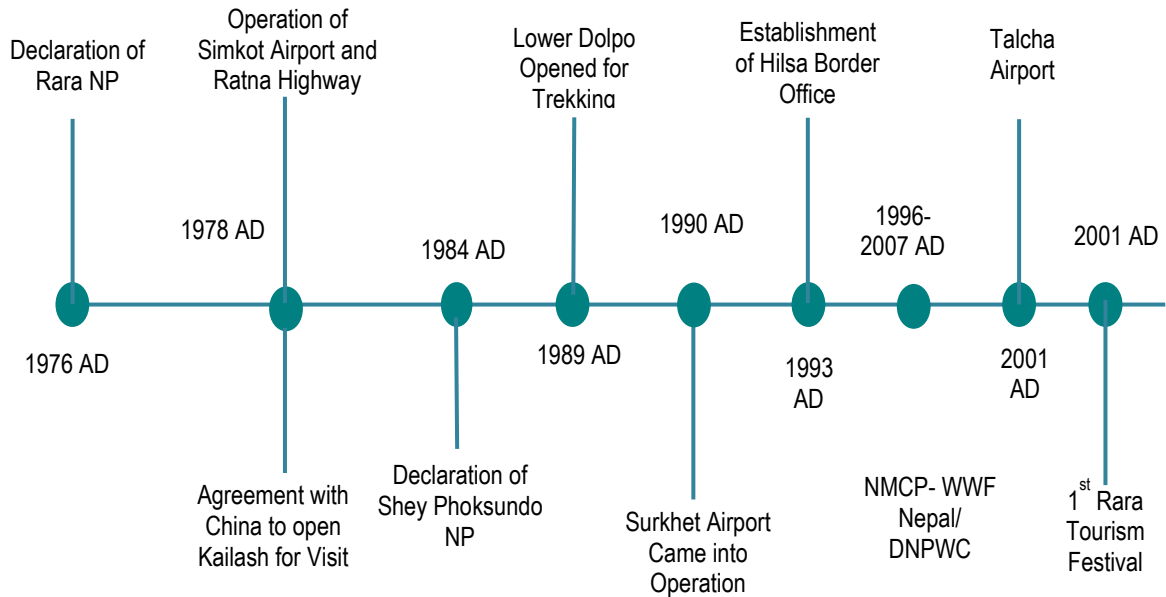 Declaration of
Rara NP
Operation of
Simkot Airport and
Ratna Highway
Lower Dolpo
Opened for
Trekking
Establishment
of Hilsa Border
Office
Talcha
Airport
1978 AD
1984 AD
1990 AD
1996-
2007 AD
2001 AD
1976 AD
1989 AD
1993
AD
2001
AD
Agreement with
China to open
Kailash for Visit
Declaration of
Shey Phoksundo
NP
Surkhet Airport
Came into
Operation
NMCP- WWF
Nepal/
DNPWC
1st Rara
Tourism
Festival